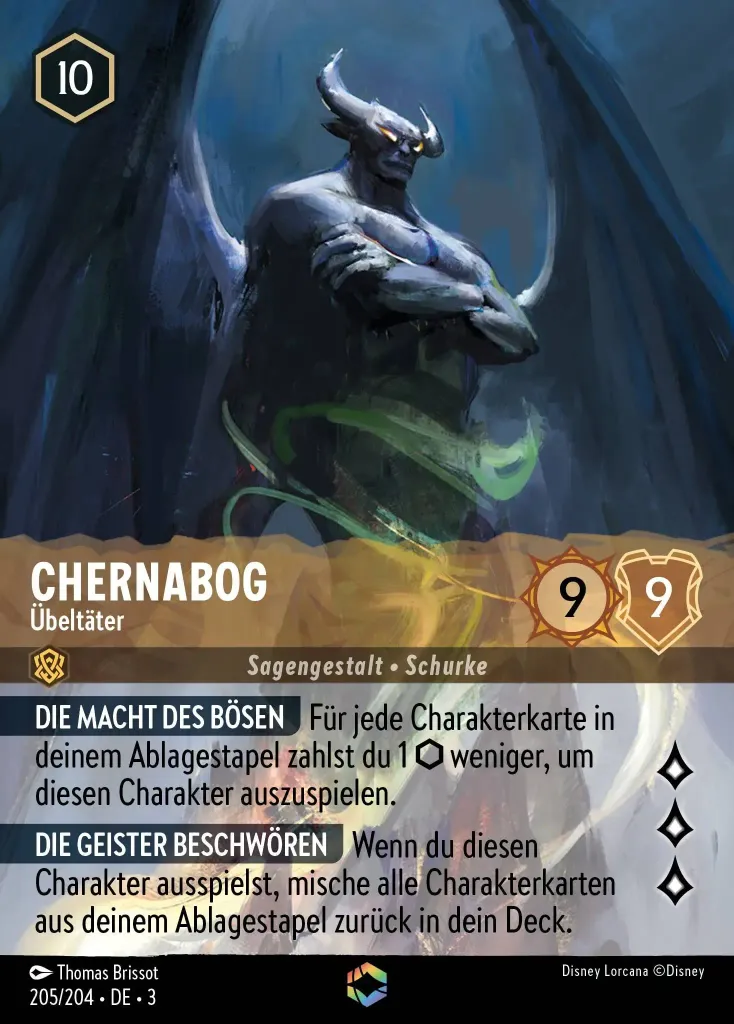 10
CHERNABOG
Übeltäter
9
9
Sagengestalt • Schurke
DIE MACHT DES BÖSEN Für jede Charakterkarte in
deinem Ablagestapel zahlst du 1 ⬡ weniger, um
diesen Charakter auszuspielen.
DIE GEISTER BESCHWÖREN Wenn du diesen
Charakter ausspielst, mische alle Charakterkarten
aus deinem Ablagestapel zurück in dein Deck.
Thomas Brissot
Disney Lorcana ©Disney
205/204 • DE • 3